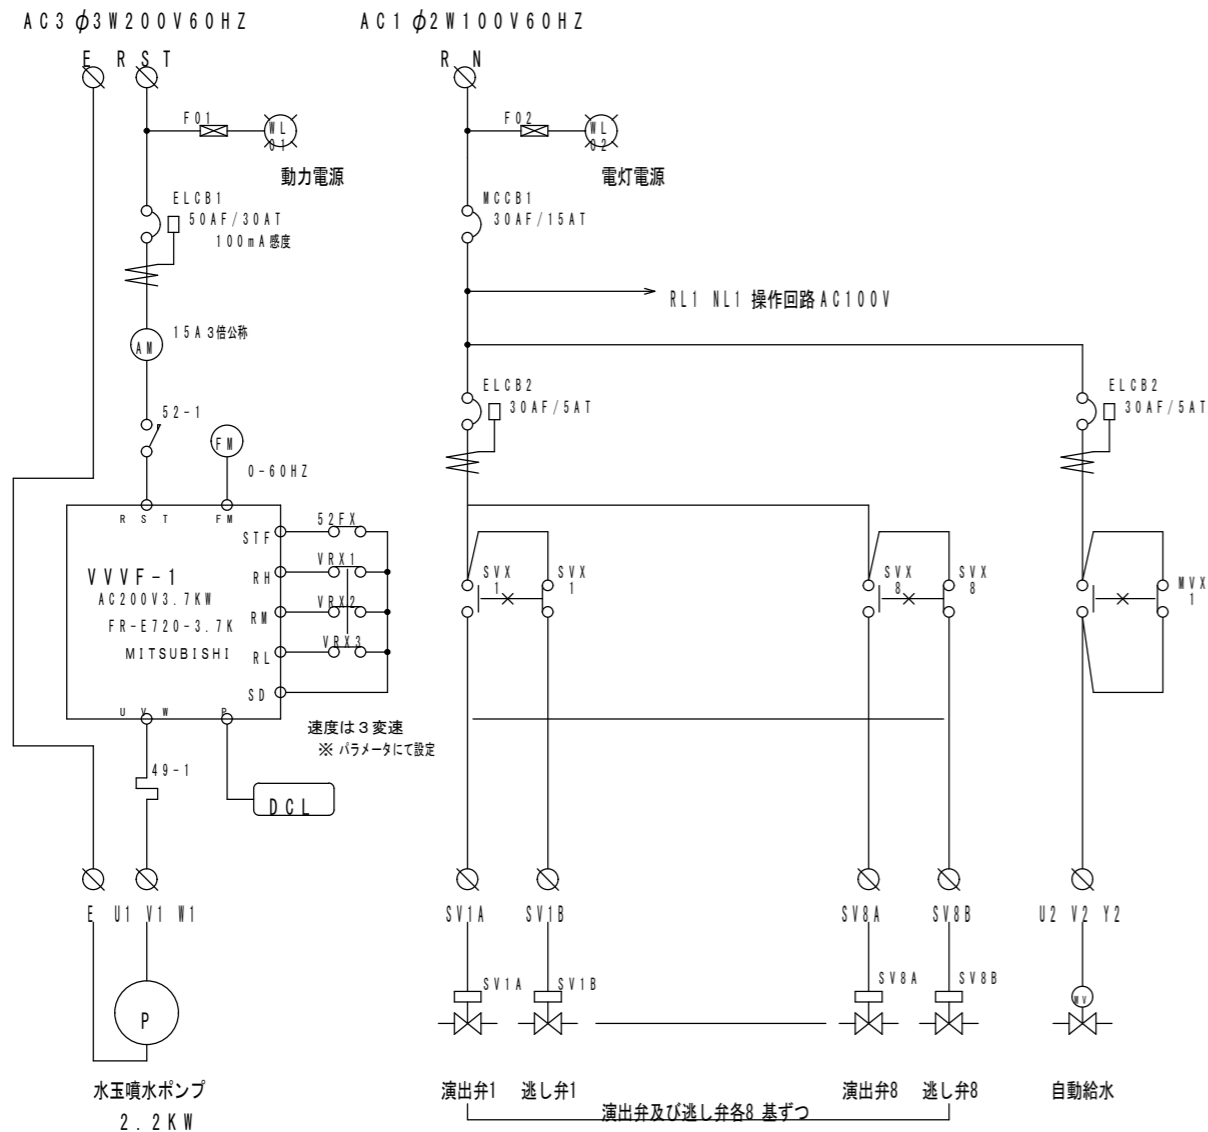 AC3φ3W200V60HZ
AC1φ2W100V60HZ
E R S T
R N
F01
WL
01
動力電源
F02
WL
02
電灯電源
ELCB1
50AF/30AT
100mA感度
MCCB1
30AF/15AT
RL1 NL1 操作回路AC100V
AM
15A 3倍公称
ELCB2
30AF/5AT
ELCB2
30AF/5AT
52-1
FM
0-60HZ
R S T
FM
STF
52FX
VVVF-1
AC200V3.7KW
FR-E720-3.7K
MITSUBISHI
RH
VRX1
RM
VRX2
RL
VRX3
SD
U V W
P
SVX
1
SVX
1
SVX
8
SVX
8
MVX
1
速度は３変速
※ パラメータにて設定
49-1
DCL
E U1 V1 W1
SV1A
SV1B
SV8A
SV8B
U2 V2 Y2
SV1A
SV1B
SV8A
SV8B
P
MV
水玉噴水ポンプ
2.2KW
演出弁1
逃し弁1
演出弁8
逃し弁8
自動給水
演出弁及び逃し弁各8 基ずつ